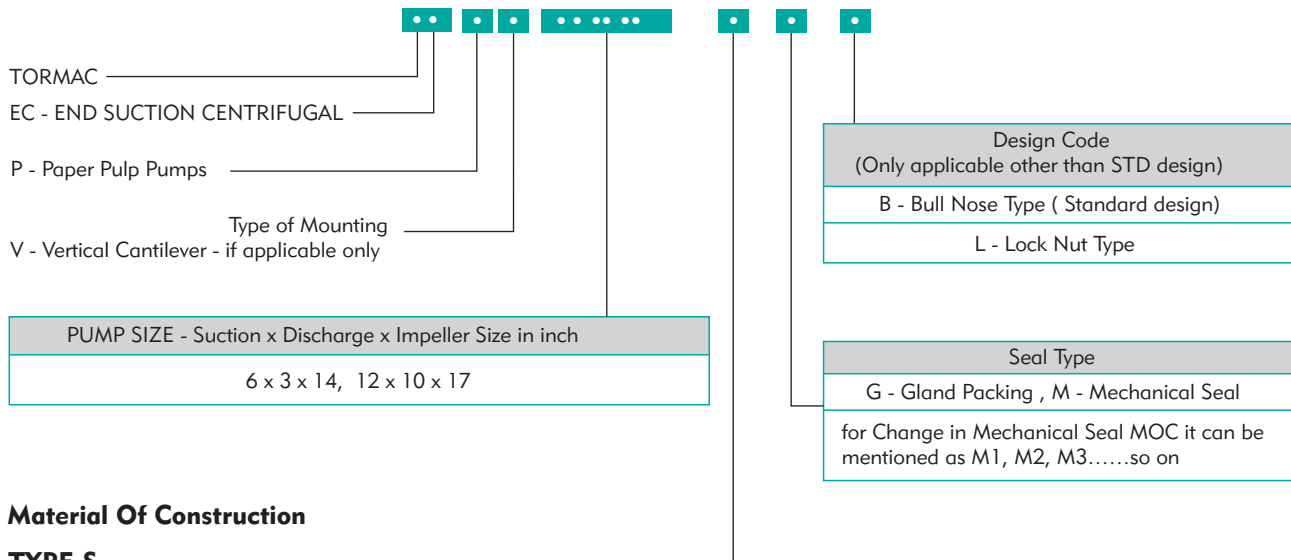 TORMAC
EC - END SUCTION CENTRIFUGAL
P - Paper Pulp Pumps
Type of Mounting
V - Vertical Cantilever - if applicable only
PUMP SIZE - Suction x Discharge x Impeller Size in inch
6 x 3 x 14, 12 x 10 x 17
Design Code
(Only applicable other than STD design)
B - Bull Nose Type ( Standard design)
L - Lock Nut Type
Seal Type
G - Gland Packing , M - Mechanical Seal
for Change in Mechanical Seal MOC it can be
mentioned as M1, M2, M3......so on
Material Of Construction
TYPE S